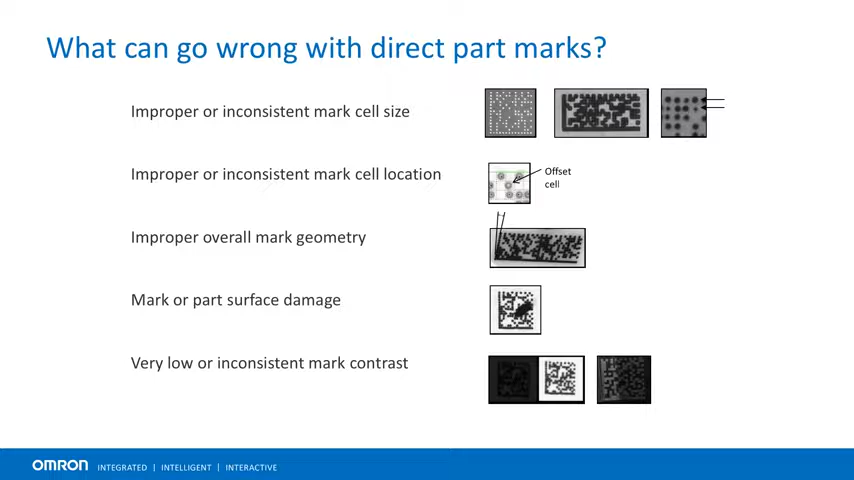 What can go wrong with direct part marks?
Improper or inconsistent mark cell size
Improper or inconsistent mark cell location
Offset
cell
Improper overall mark geometry
Mark or part surface damage
Very low or inconsistent mark contrast
OMRON INTEGRATED | INTELLIGENT | INTERACTIVE